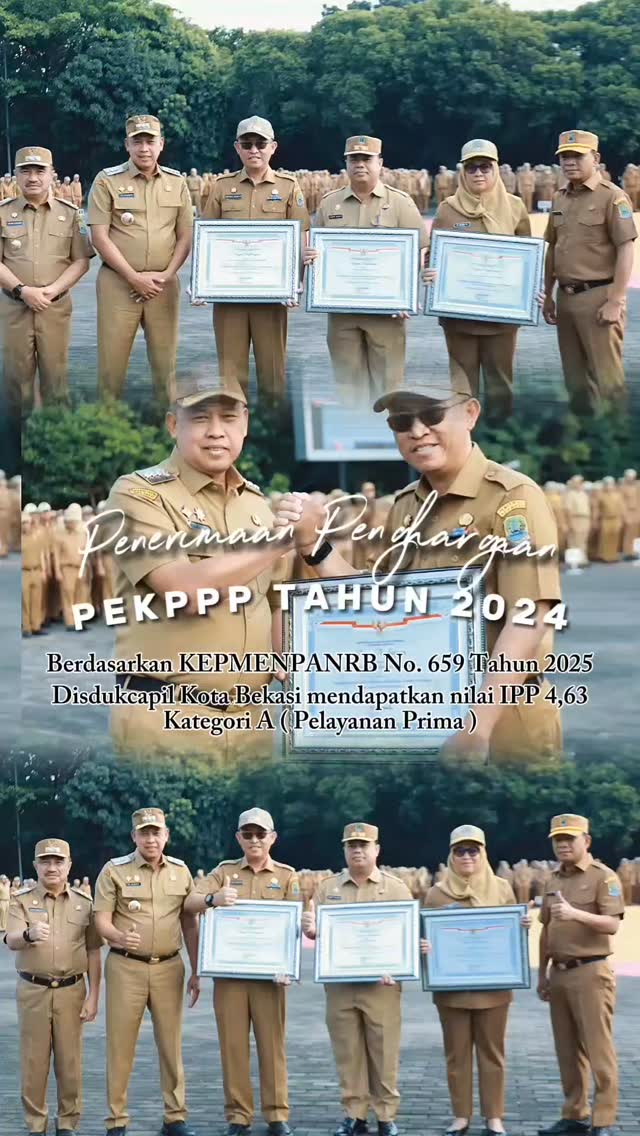 Penerimaan Penghargaan
PEKPPP TAHUN 2024
Berdasarkan KEPMENPANRB No. 659 Tahun 2025
Disdukcapil Kota Bekasi mendapatkan nilai IPP 4,63
Kategori A ( Pelayanan Prima )